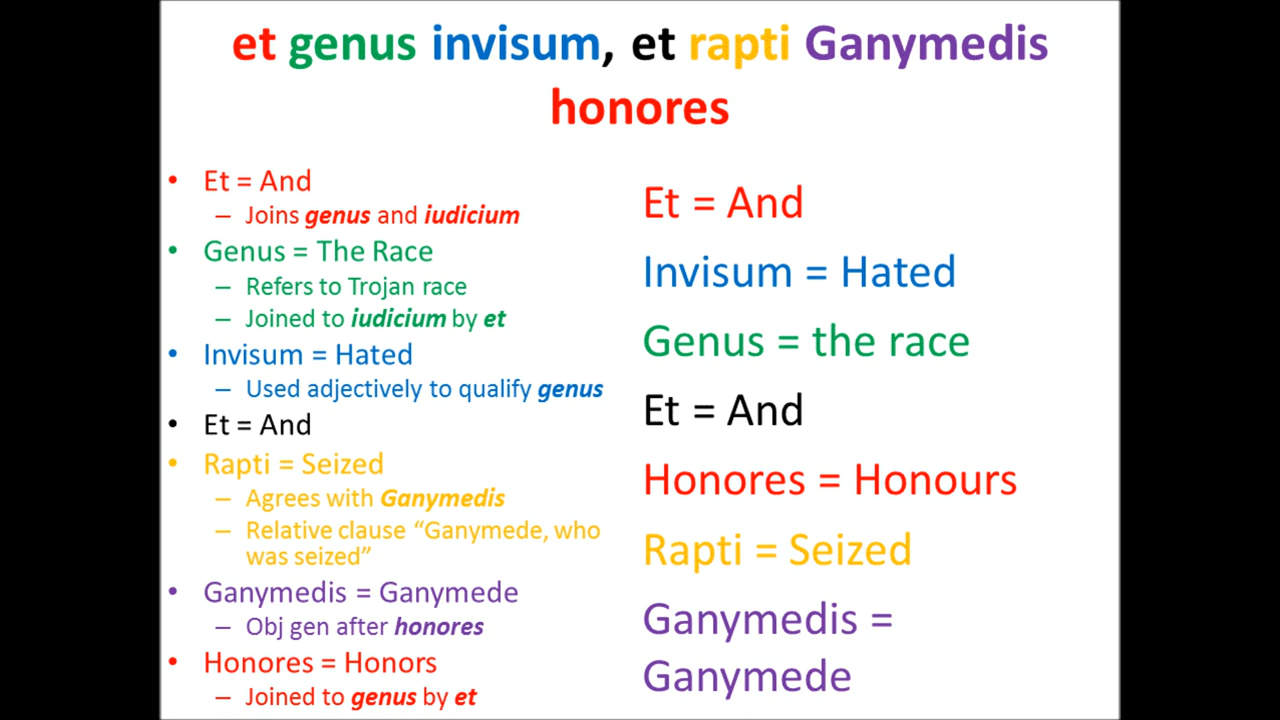 et genus invisum, et rapti Ganymedis
honores
• Et = And
– Joins genus and iudicium
• Genus = The Race
– Refers to Trojan race
– Joined to iudicium by et
• Invisum = Hated
– Used adjectively to qualify genus
• Et = And
• Rapti = Seized
– Agrees with Ganymedis
– Relative clause “Ganymede, who
was seized”
• Ganymedis = Ganymede
– Obj gen after honores
• Honores = Honors
– Joined to genus by et
Et = And
Invisum = Hated
Genus = the race
Et = And
Honores = Honours
Rapti = Seized
Ganymedis =
Ganymede